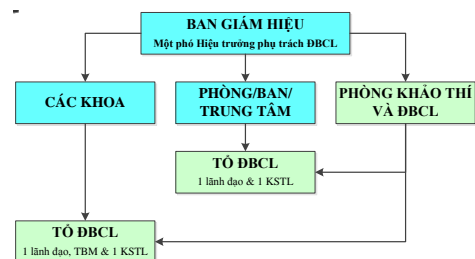 BAN GIÁM HIỆU
Một phó Hiệu trưởng phụ trách ĐBCL
CÁC KHOA
PHÒNG/BAN/
TRUNG TÂM
PHÒNG KHẢO THÍ
VÀ ĐBCL
TỔ ĐBCL
1 lãnh đạo & 1 KSTL
TỔ ĐBCL
1 lãnh đạo, TBM & 1 KSTL